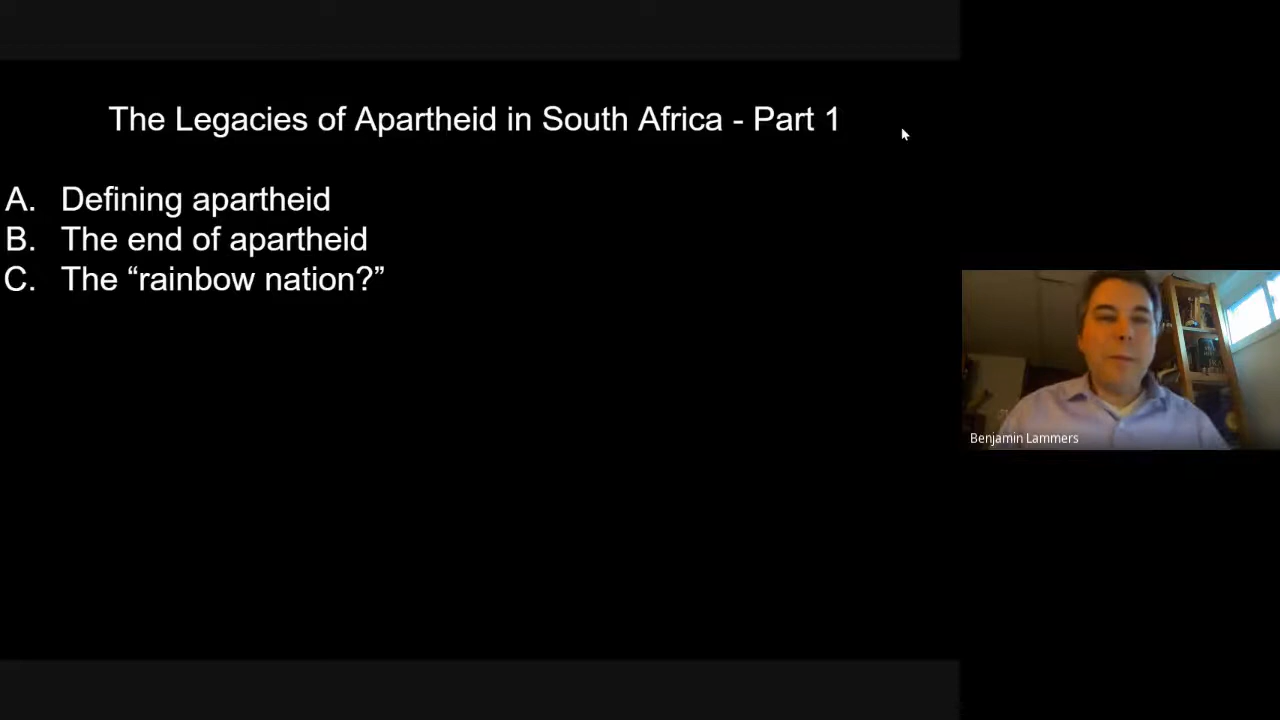 The Legacies of Apartheid in South Africa - Part 1
A. Defining apartheid
B. The end of apartheid
C. The “rainbow nation?”
Benjamin Lammers